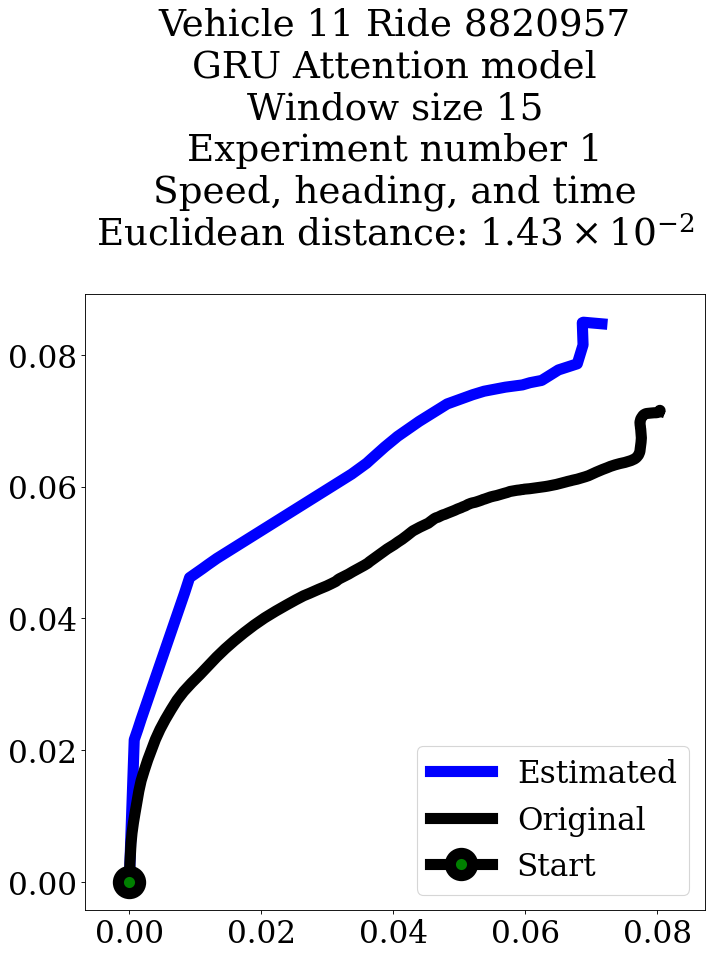 Vehicle 11 Ride 8820957
GRU Attention model
Window size 15
Experiment number 1
Speed, heading, and time
Euclidean distance: 1.43 × 10⁻²
0.08
0.06
0.04
0.02
0.00
Estimated
Original
Start
0.00 0.02 0.04 0.06 0.08